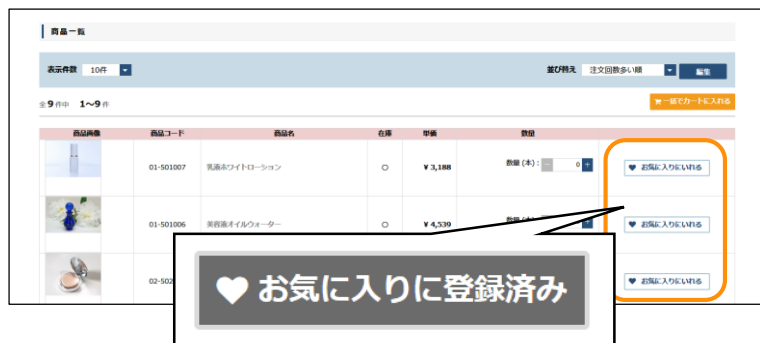 商品一覧
表示件数 10件
並び替え 注文回数多い順 編集
全9件中 1〜9件
一括でカートに入れる
商品画像 商品コード 商品名 在庫 単価 数量
01-501007 乳液ホワイトローション ○ ¥ 3,188 数量 (本) : − 0 + お気に入りにいれる
01-501006 美容液オイルウォーター ○ ¥ 4,539 お気に入りにいれる
02-502 お気に入りにいれる
お気に入りに登録済み